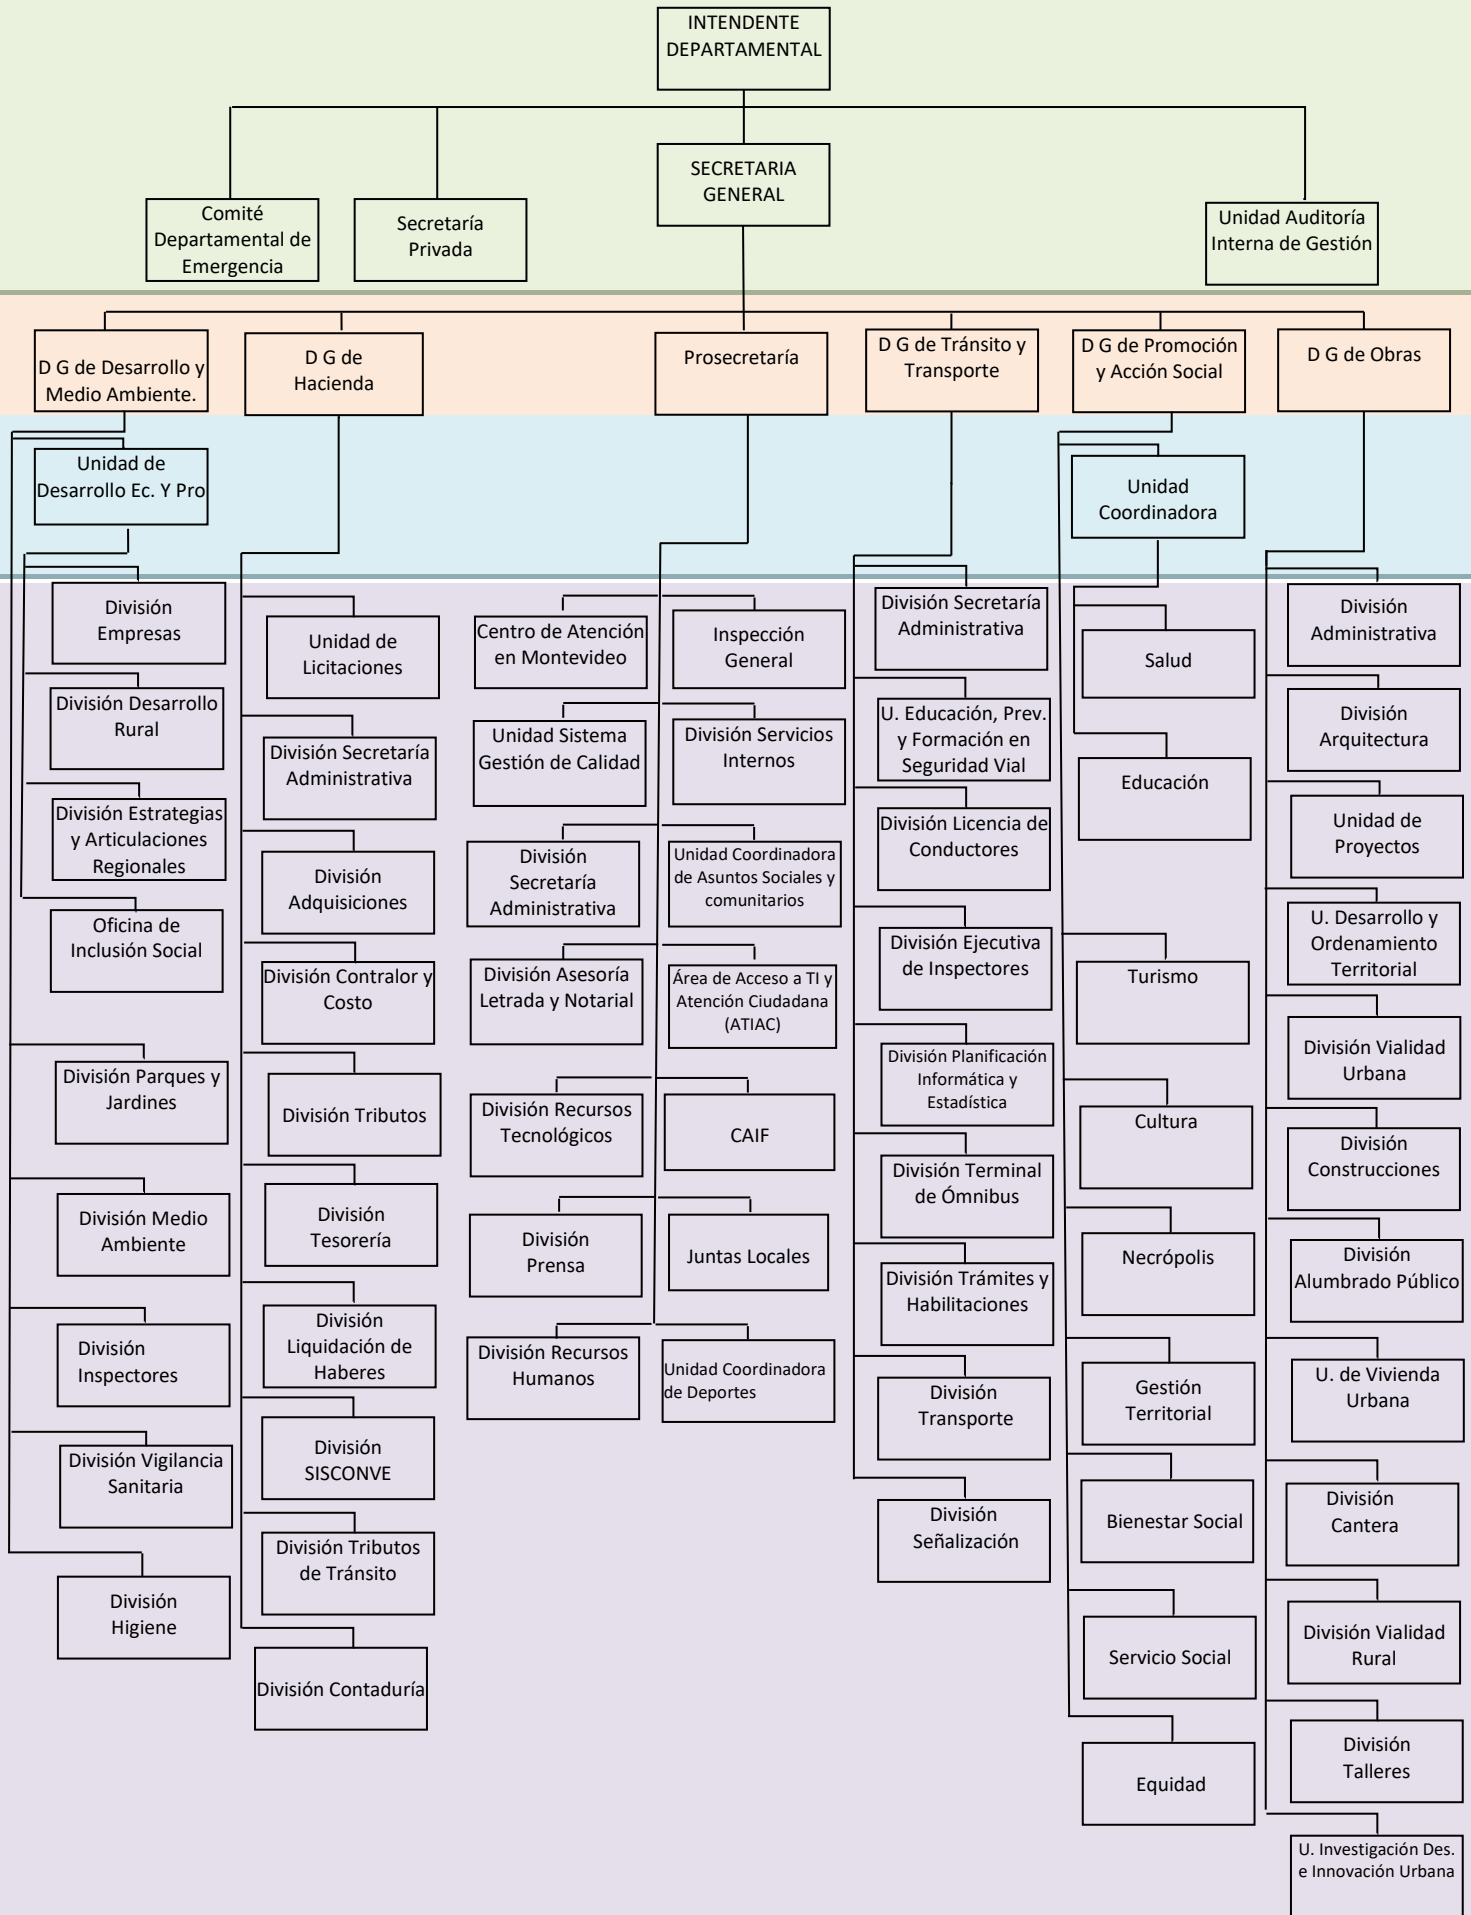 INTENDENTE
DEPARTAMENTAL
SECRETARIA
GENERAL
Comité
Departamental de
Emergencia
Secretaría
Privada
Unidad Auditoría
Interna de Gestión
D G de Desarrollo y
Medio Ambiente.
D G de
Hacienda
Prosecretaría
D G de Tránsito y
Transporte
D G de Promoción
y Acción Social
D G de Obras
Unidad de
Desarrollo Ec. Y Pro
Unidad
Coordinadora
División
Empresas
División Desarrollo
Rural
División Estrategias
y Articulaciones
Regionales
Oficina de
Inclusión Social
División Parques y
Jardines
División Medio
Ambiente
División
Inspectores
División Vigilancia
Sanitaria
División
Higiene
Unidad de
Licitaciones
División Secretaría
Administrativa
División
Adquisiciones
División Contralor y
Costo
División Tributos
División
Tesorería
División
Liquidación de
Haberes
División
SISCONVE
División Tributos
de Tránsito
División Contaduría
Centro de Atención
en Montevideo
Inspección
General
Unidad Sistema
Gestión de Calidad
División Servicios
Internos
División
Secretaría
Administrativa
Unidad Coordinadora
de Asuntos Sociales y
comunitarios
División Asesoría
Letrada y Notarial
Área de Acceso a TI y
Atención Ciudadana
(ATIAC)
División Recursos
Tecnológicos
CAIF
División
Prensa
Juntas Locales
División Recursos
Humanos
Unidad Coordinadora
de Deportes
División Secretaría
Administrativa
U. Educación, Prev.
y Formación en
Seguridad Vial
División Licencia de
Conductores
División Ejecutiva
de Inspectores
División Planificación
Informática y
Estadística
División Terminal
de Ómnibus
División Trámites y
Habilitaciones
División
Transporte
División
Señalización
Salud
Educación
Turismo
Cultura
Necrópolis
Gestión
Territorial
Bienestar Social
Servicio Social
Equidad
División
Administrativa
División
Arquitectura
Unidad de
Proyectos
U. Desarrollo y
Ordenamiento
Territorial
División Vialidad
Urbana
División
Construcciones
División
Alumbrado Público
U. de Vivienda
Urbana
División
Cantera
División Vialidad
Rural
División
Talleres
U. Investigación Des.
e Innovación Urbana